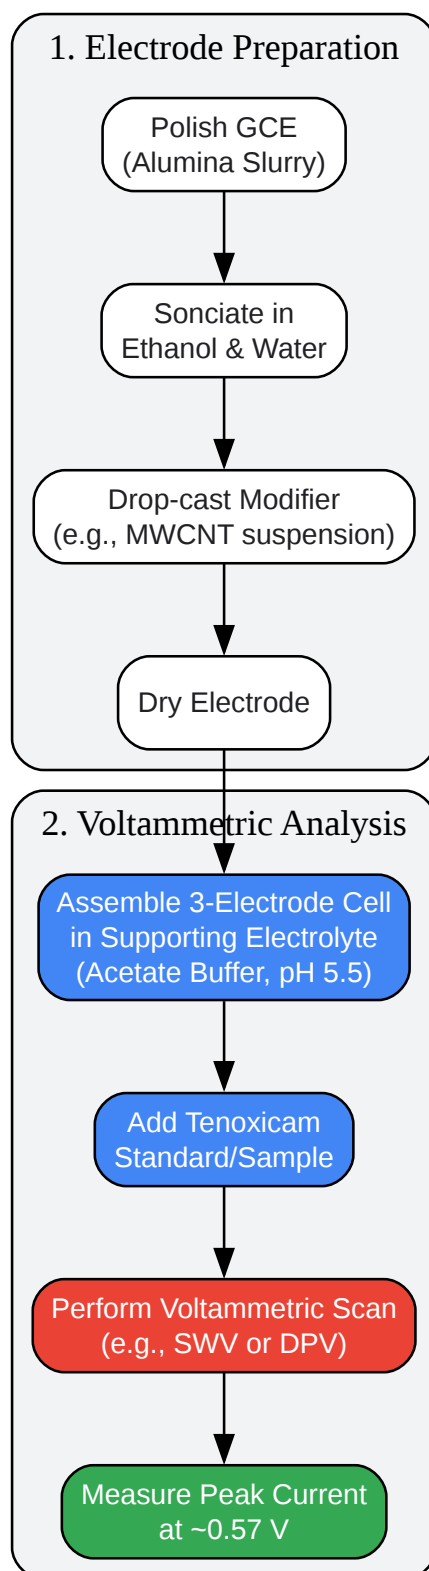 1. Electrode Preparation
Polish GCE
(Alumina Slurry)
Sonciate in
Ethanol & Water
Drop-cast Modifier
(e.g., MWCNT suspension)
Dry Electrode
2. Voltammetric Analysis
Assemble 3-Electrode Cell
in Supporting Electrolyte
(Acetate Buffer, pH 5.5)
Add Tenoxicam
Standard/Sample
Perform Voltammetric Scan
(e.g., SWV or DPV)
Measure Peak Current
at ~0.57 V